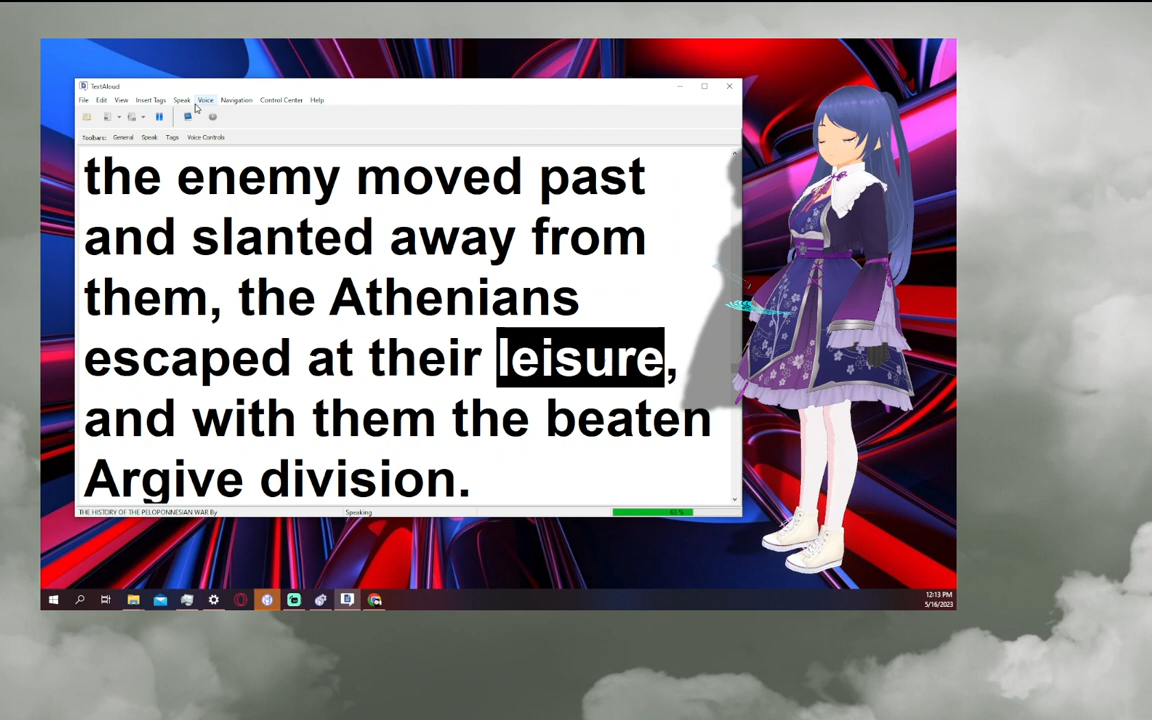 TextAloud
File Edit View Insert Tags Speak Voice Navigation Control Center Help
Toolbars: General Speak Tags Voice Controls
the enemy moved past
and slanted away from
them, the Athenians
escaped at their leisure,
and with them the beaten
Argive division.
THE HISTORY OF THE PELOPONNESIAN WAR By Speaking 63 %
12:13 PM
5/16/2023